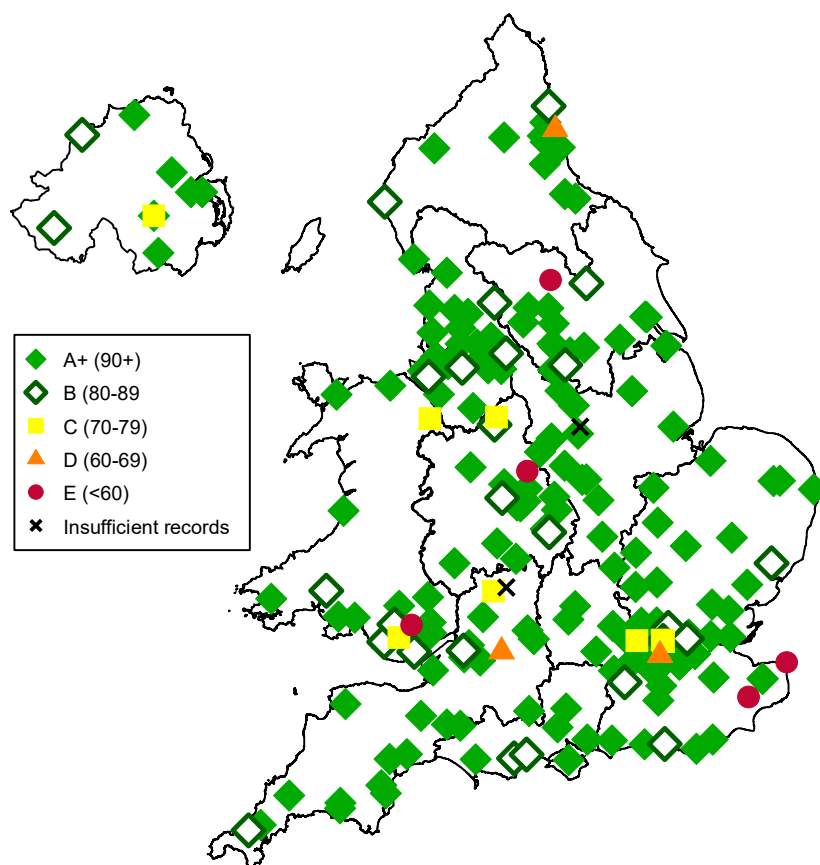 A+ (90+)
B (80-89
C (70-79)
D (60-69)
E (<60)
Insufficient records